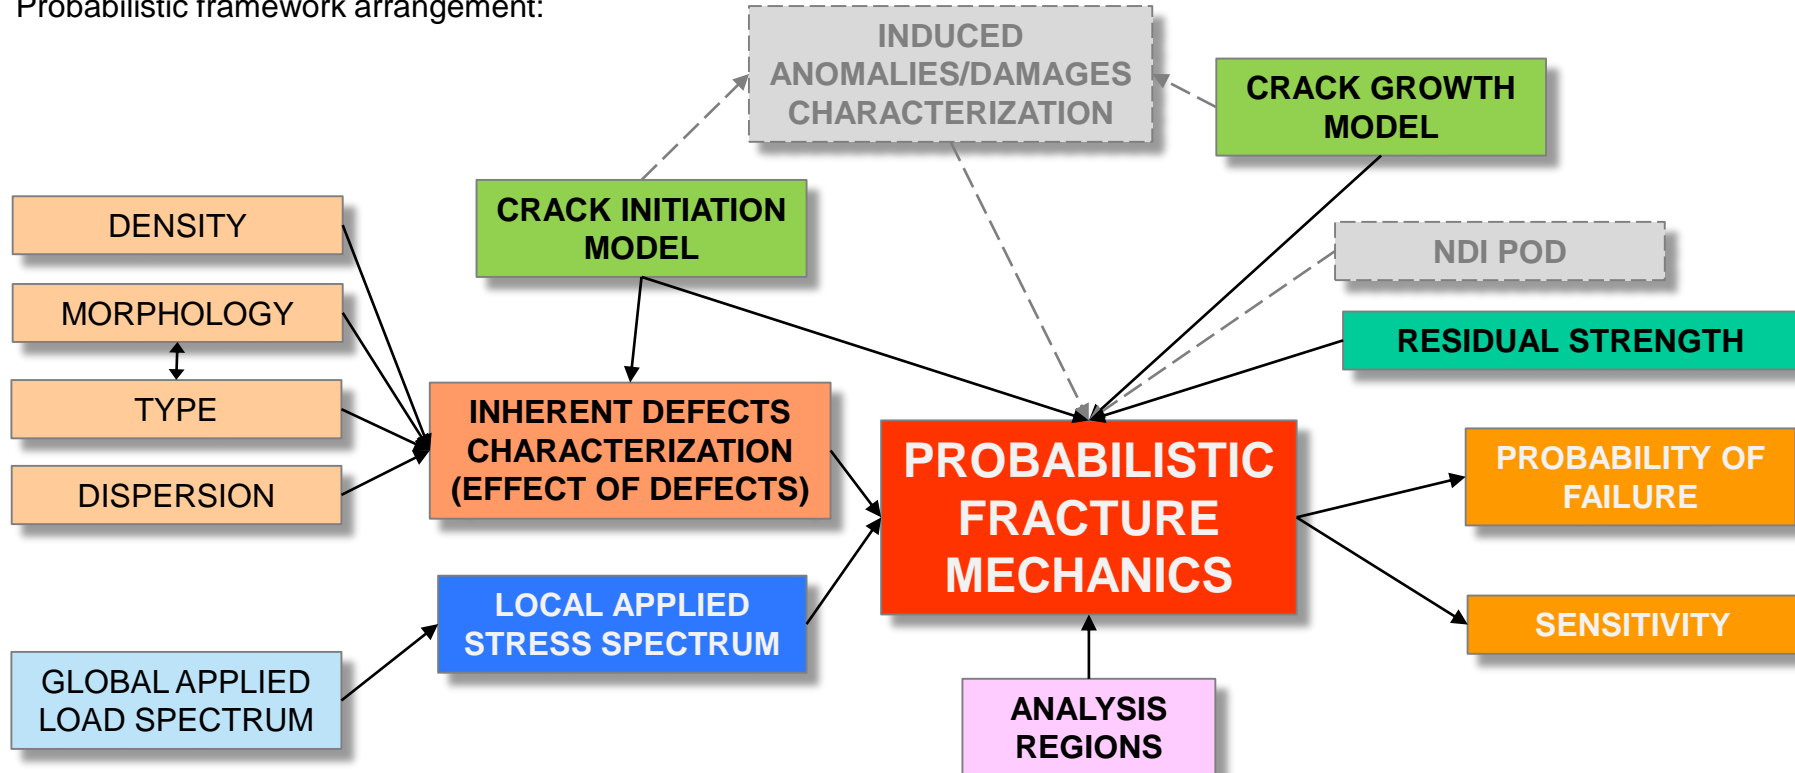 Probabilistic framework arrangement:
INDUCED
ANOMALIES/DAMAGES
CHARACTERIZATION
CRACK GROWTH
MODEL
CRACK INITIATION
MODEL
DENSITY
NDI POD
MORPHOLOGY
RESIDUAL STRENGTH
TYPE
INHERENT DEFECTS
CHARACTERIZATION
(EFFECT OF DEFECTS)
DISPERSION
PROBABILISTIC
FRACTURE
MECHANICS
PROBABILITY OF
FAILURE
LOCAL APPLIED
STRESS SPECTRUM
SENSITIVITY
GLOBAL APPLIED
LOAD SPECTRUM
ANALYSIS
REGIONS